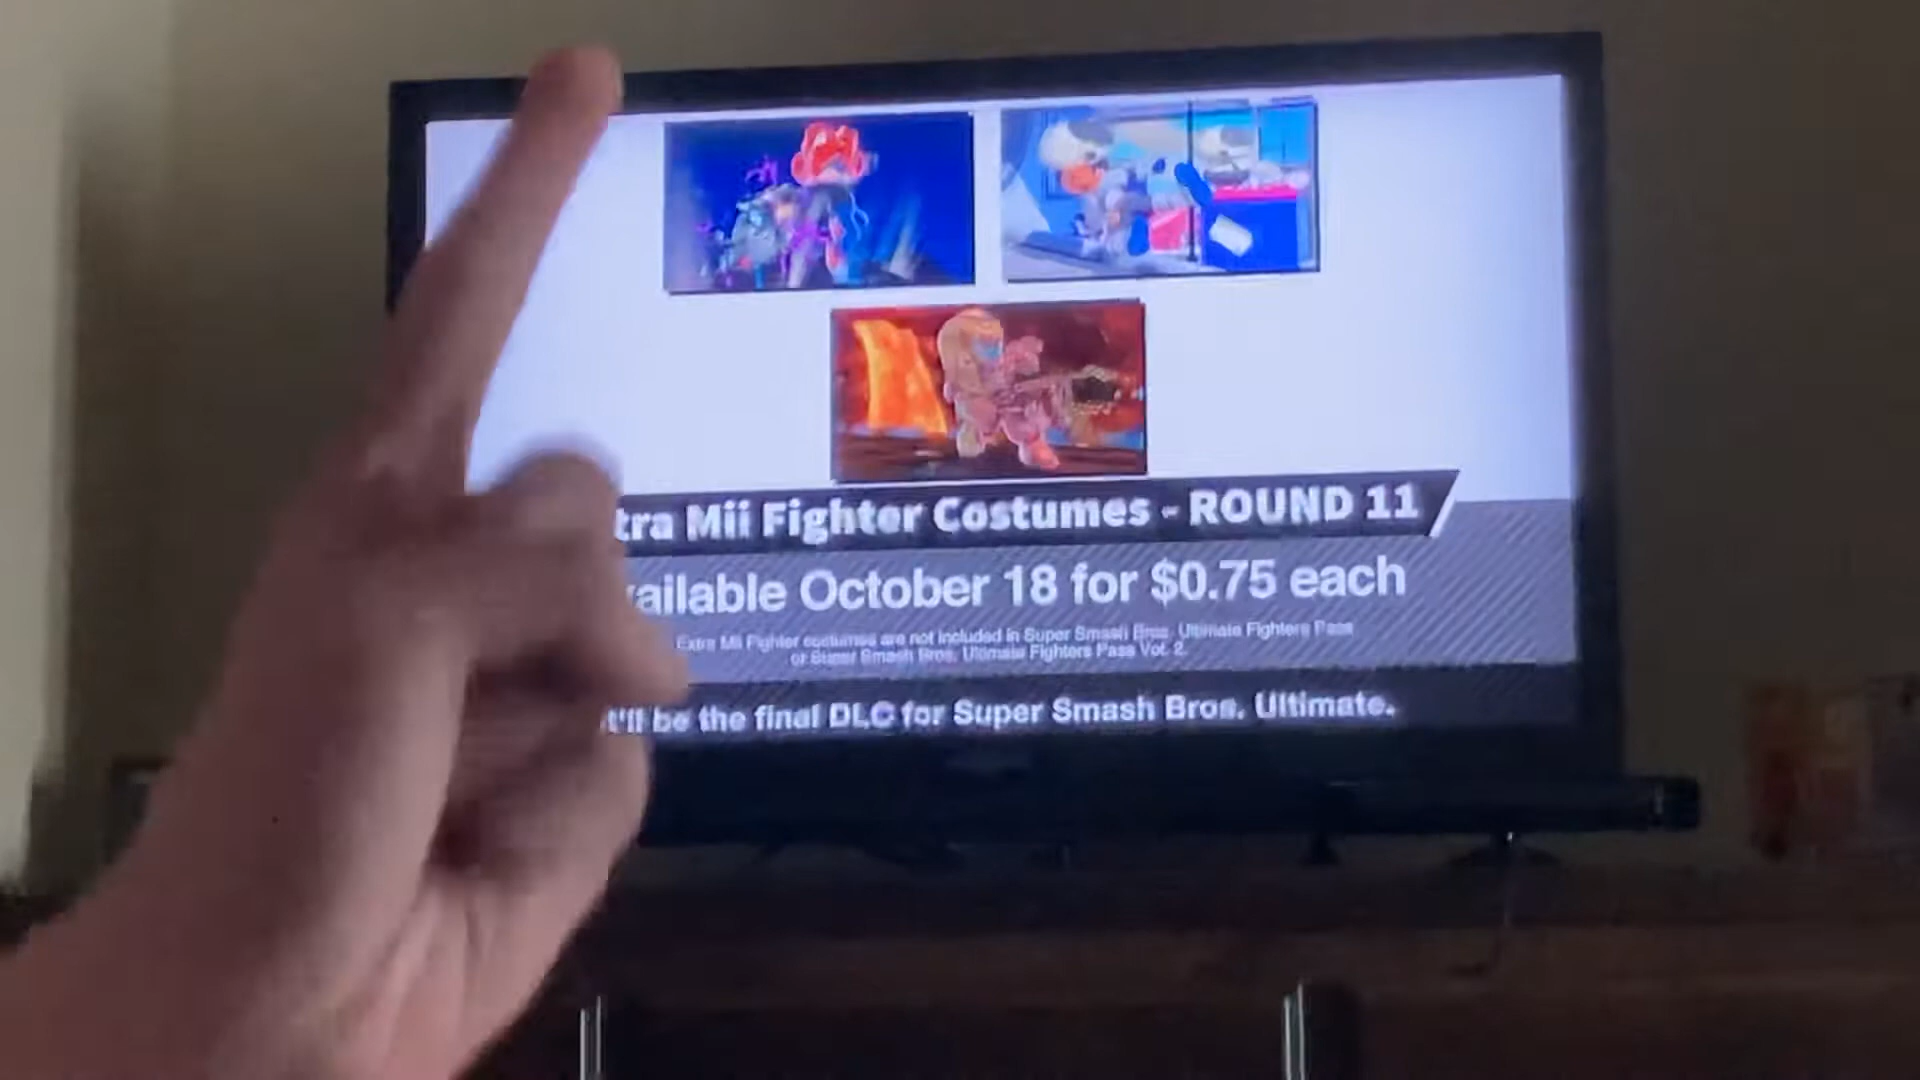 tra Mii Fighter Costumes - ROUND 11
ailable October 18 for $0.75 each
Extra Mii Fighter costumes are not included in Super Smash Bros. Ultimate Fighters Pass
or Super Smash Bros. Ultimate Fighters Pass Vol. 2.
t'll be the final DLC for Super Smash Bros. Ultimate.